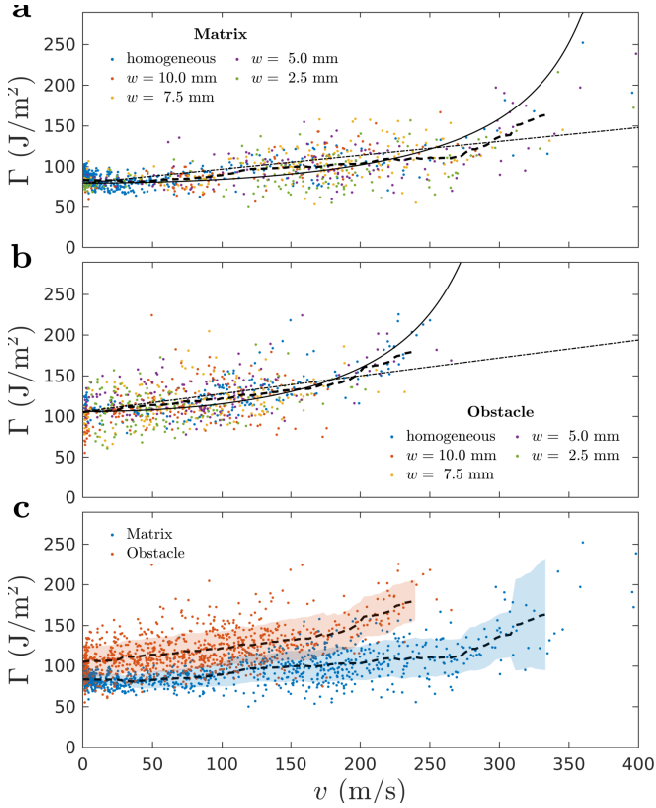 a
Matrix
homogeneous
w = 10.0 mm
w = 7.5 mm
w = 5.0 mm
w = 2.5 mm
250
200
150
100
50
0
Γ (J/m²)
b
250
200
150
100
50
0
Γ (J/m²)
Obstacle
homogeneous
w = 10.0 mm
w = 7.5 mm
w = 5.0 mm
w = 2.5 mm
c
Matrix
Obstacle
250
200
150
100
50
0
Γ (J/m²)
0 50 100 150 200 250 300 350 400
v (m/s)